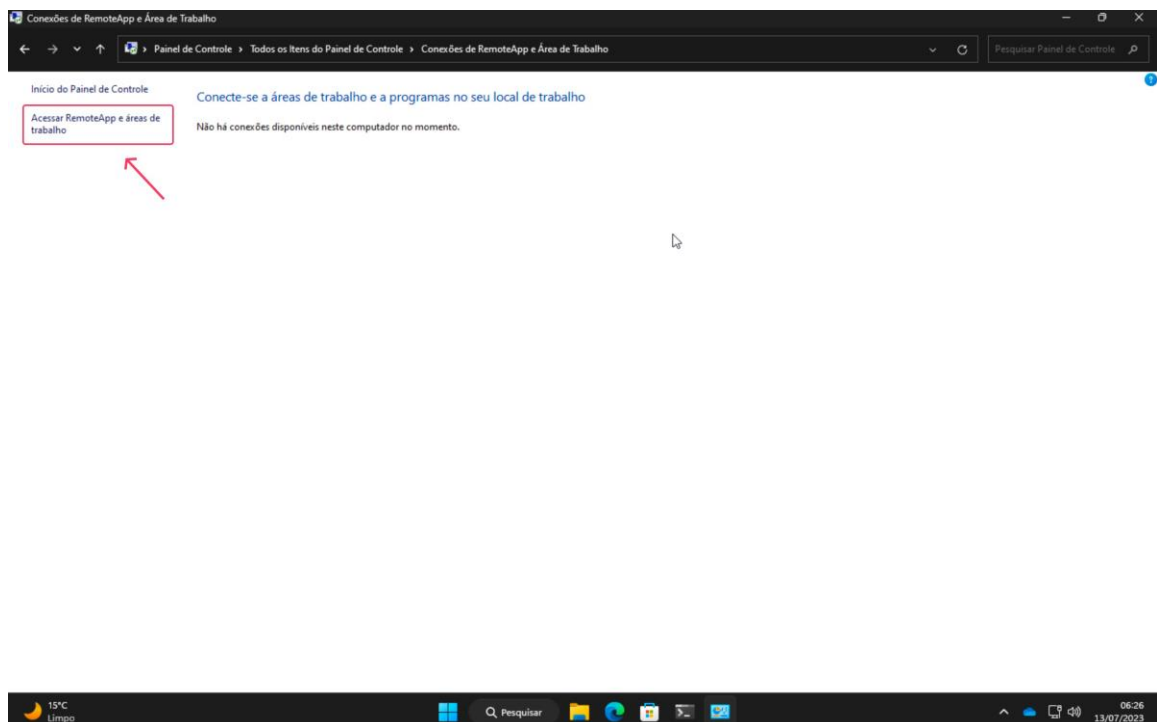 Conexões de RemoteApp e Área de Trabalho
Painel de Controle › Todos os Itens do Painel de Controle › Conexões de RemoteApp e Área de Trabalho
Pesquisar Painel de Controle
Início do Painel de Controle
Acessar RemoteApp e áreas de
trabalho
Conecte-se a áreas de trabalho e a programas no seu local de trabalho
Não há conexões disponíveis neste computador no momento.
15°C
Limpo
Pesquisar
06:26
13/07/2023